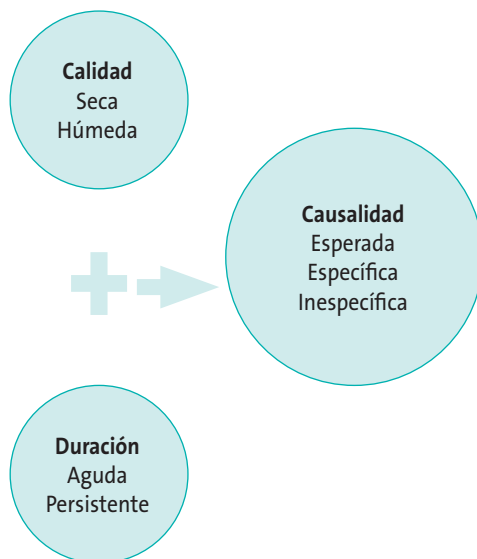 Calidad
Seca
Húmeda
Causalidad
Esperada
Específica
Inespecífica
Duración
Aguda
Persistente